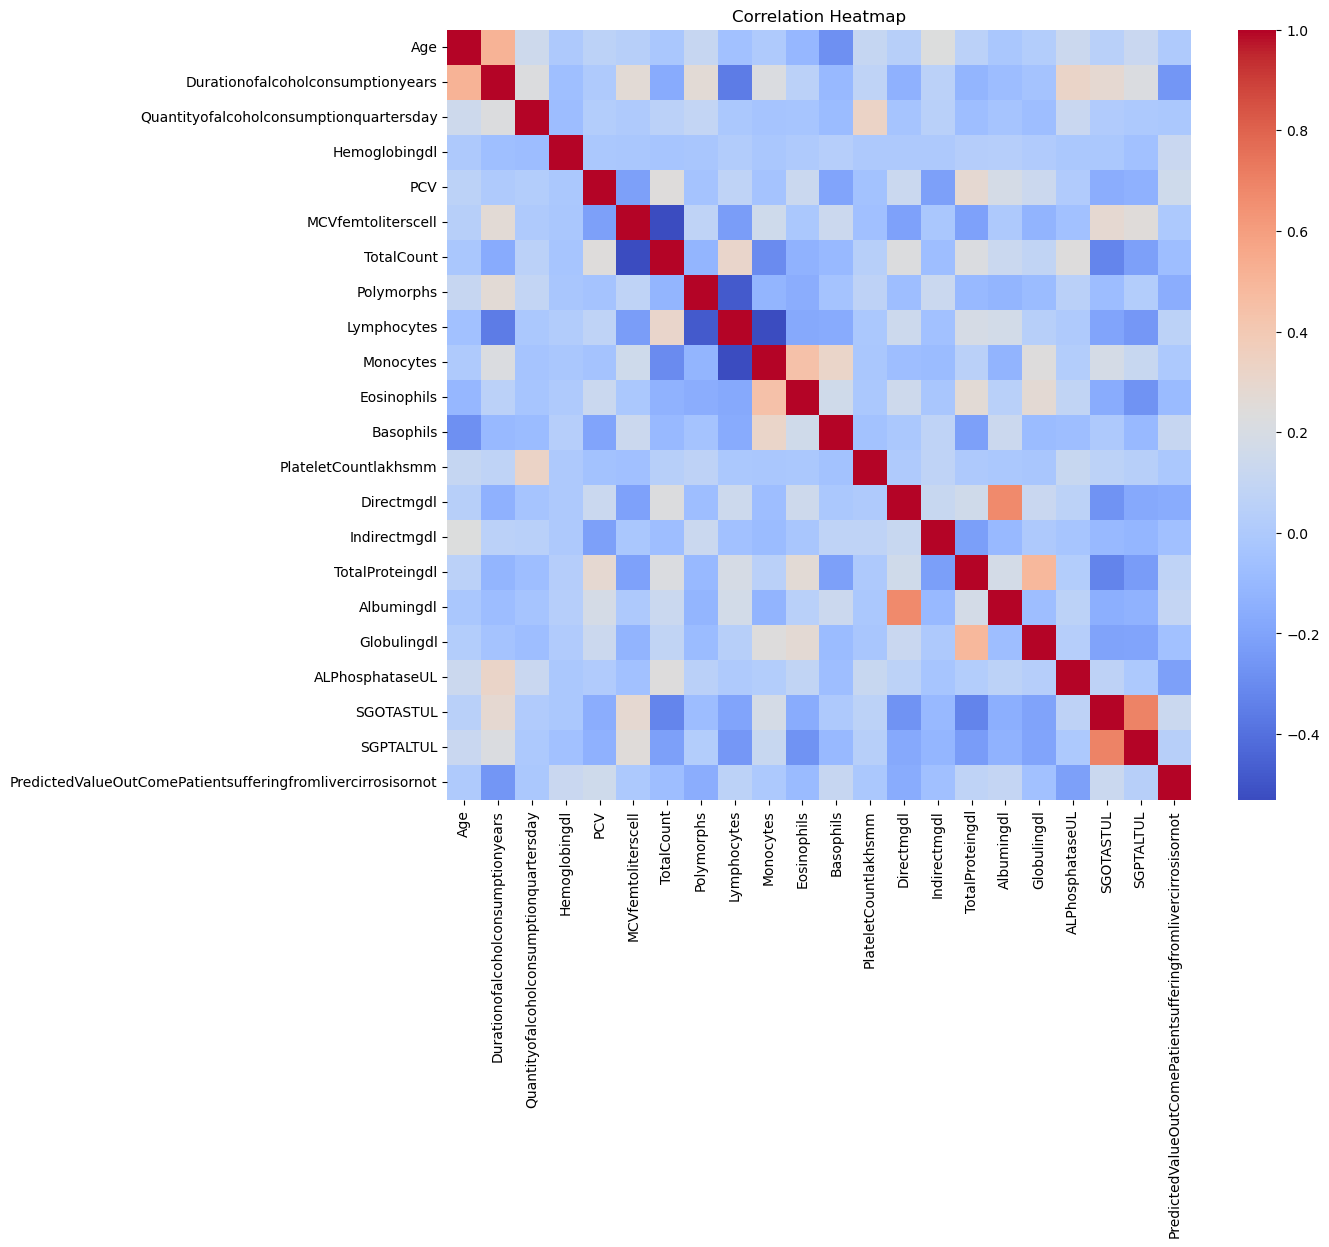 Correlation Heatmap
Age
Durationofalcoholconsumptionyears
Quantityofalcoholconsumptionquartersday
Hemoglobingdl
PCV
MCVfemtoliterscell
TotalCount
Polymorphs
Lymphocytes
Monocytes
Eosinophils
Basophils
PlateletCountlakhsmm
Directmgdl
Indirectmgdl
TotalProteingdl
Albumingdl
Globulingdl
ALPhosphataseUL
SGOTASTUL
SGPTALTUL
PredictedValueOutComePatientsufferingfromlivercirrosisornot
Age
Durationofalcoholconsumptionyears
Quantityofalcoholconsumptionquartersday
Hemoglobingdl
PCV
MCVfemtoliterscell
TotalCount
Polymorphs
Lymphocytes
Monocytes
Eosinophils
Basophils
PlateletCountlakhsmm
Directmgdl
Indirectmgdl
TotalProteingdl
Albumingdl
Globulingdl
ALPhosphataseUL
SGOTASTUL
SGPTALTUL
PredictedValueOutComePatientsufferingfromlivercirrosisornot
1.0
0.8
0.6
0.4
0.2
0.0
−0.2
−0.4